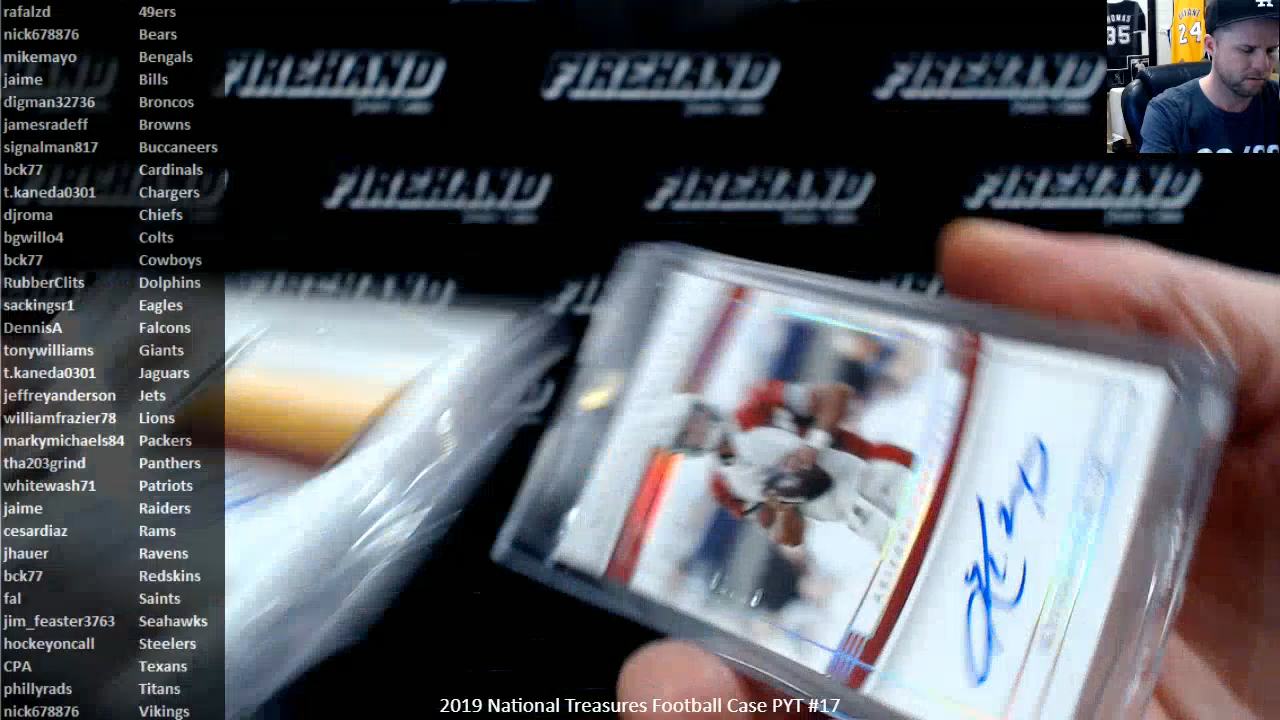 rafalzd 49ers
nick678876 Bears
mikemayo Bengals
jaime Bills
digman32736 Broncos
jamesradeff Browns
signalman817 Buccaneers
bck77 Cardinals
t.kaneda0301 Chargers
djroma Chiefs
bgwillo4 Colts
bck77 Cowboys
RubberClits Dolphins
sackingsr1 Eagles
DennisA Falcons
tonywilliams Giants
t.kaneda0301 Jaguars
jeffreyanderson Jets
williamfrazier78 Lions
markymichaels84 Packers
tha203grind Panthers
whitewash71 Patriots
jaime Raiders
cesardiaz Rams
jhauer Ravens
bck77 Redskins
fal Saints
jim_feaster3763 Seahawks
hockeyoncall Steelers
CPA Texans
phillyrads Titans
nick678876 Vikings
FIREHAND FIREHAND FIREHAND
FIREHAND FIREHAND FIREHAND
24
2019 National Treasures Football Case PYT #17